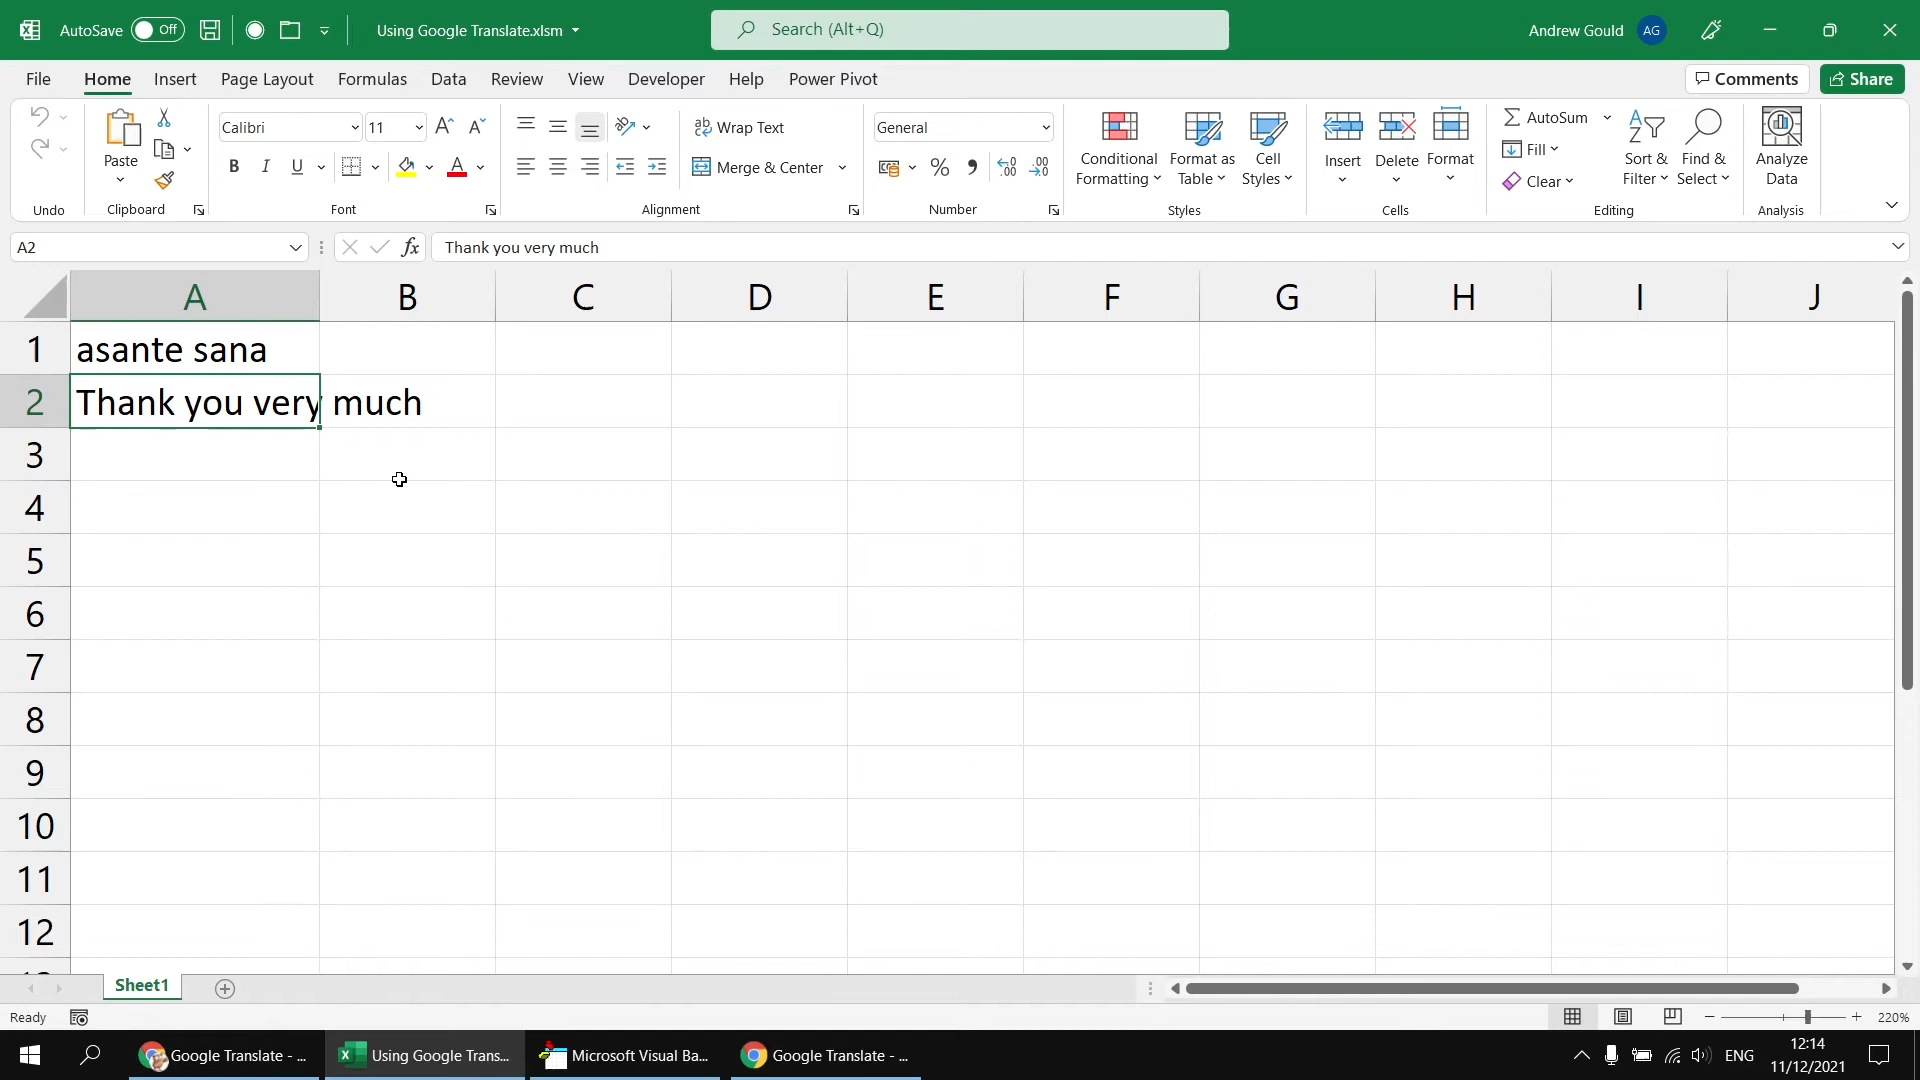 AutoSave Off Using Google Translate.xlsm Search (Alt+Q) Andrew Gould AG
File Home Insert Page Layout Formulas Data Review View Developer Help Power Pivot Comments Share
Calibri 11 Wrap Text General AutoSum
Paste B I U Merge & Center Conditional Formatting Format as Table Cell Styles Insert Delete Format Fill Clear Sort & Filter Find & Select Analyze Data
Undo Clipboard Font Alignment Number Styles Cells Editing Analysis
A2 fx Thank you very much
A B C D E F G H I J
1 asante sana
2 Thank you very much
3
4
5
6
7
8
9
10
11
12
Sheet1
Ready 220%
Google Translate - ... Using Google Trans... Microsoft Visual Ba... Google Translate - ... ENG 12:14
11/12/2021